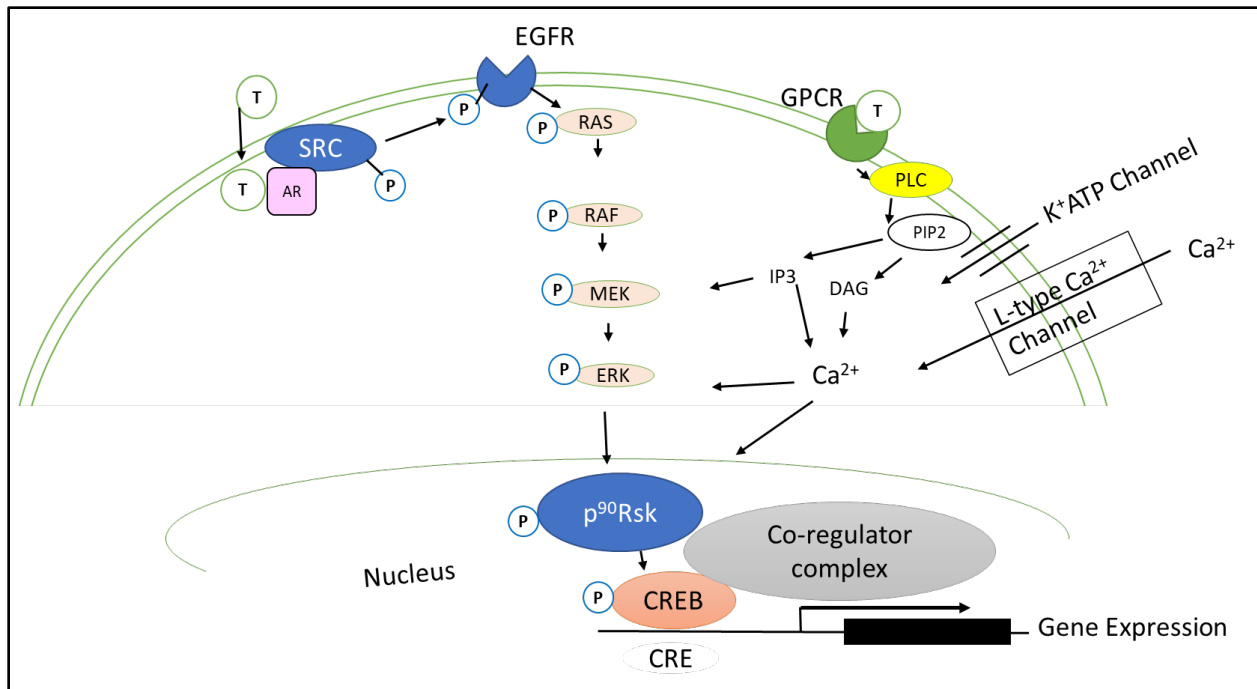 EGFR
T
P
RAS
P
GPCR
T
SRC
T
AR
P
PLC
K⁺ATP Channel
P
RAF
PIP2
Ca²⁺
L-type Ca²⁺
Channel
IP3
DAG
P
MEK
P
ERK
Ca²⁺
p⁹⁰Rsk
P
Co-regulator
complex
Nucleus
P
CREB
Gene Expression
CRE